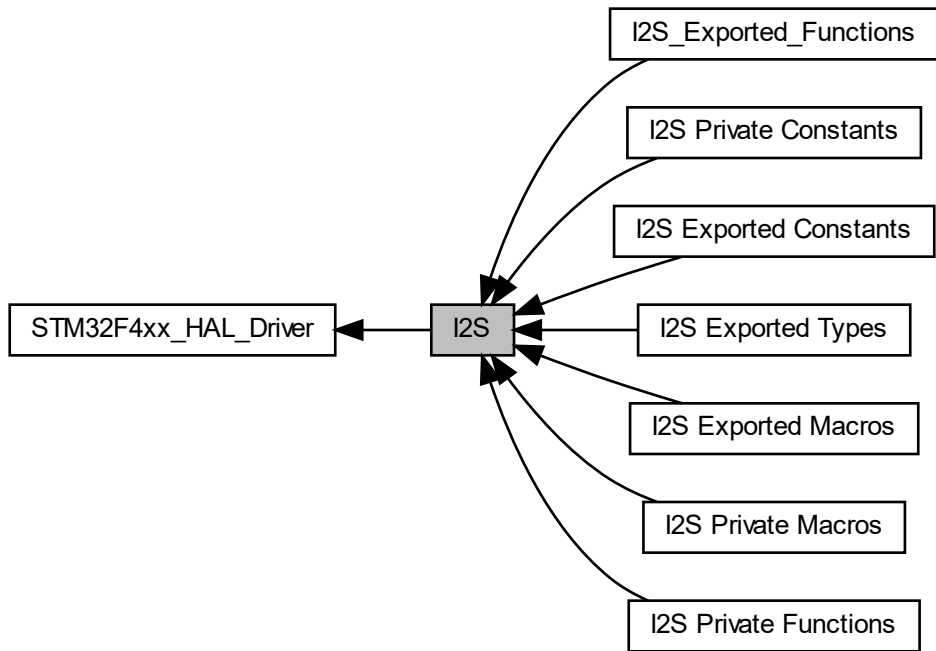 I2S_Exported_Functions
I2S Private Constants
I2S Exported Constants
STM32F4xx_HAL_Driver
I2S
I2S Exported Types
I2S Exported Macros
I2S Private Macros
I2S Private Functions